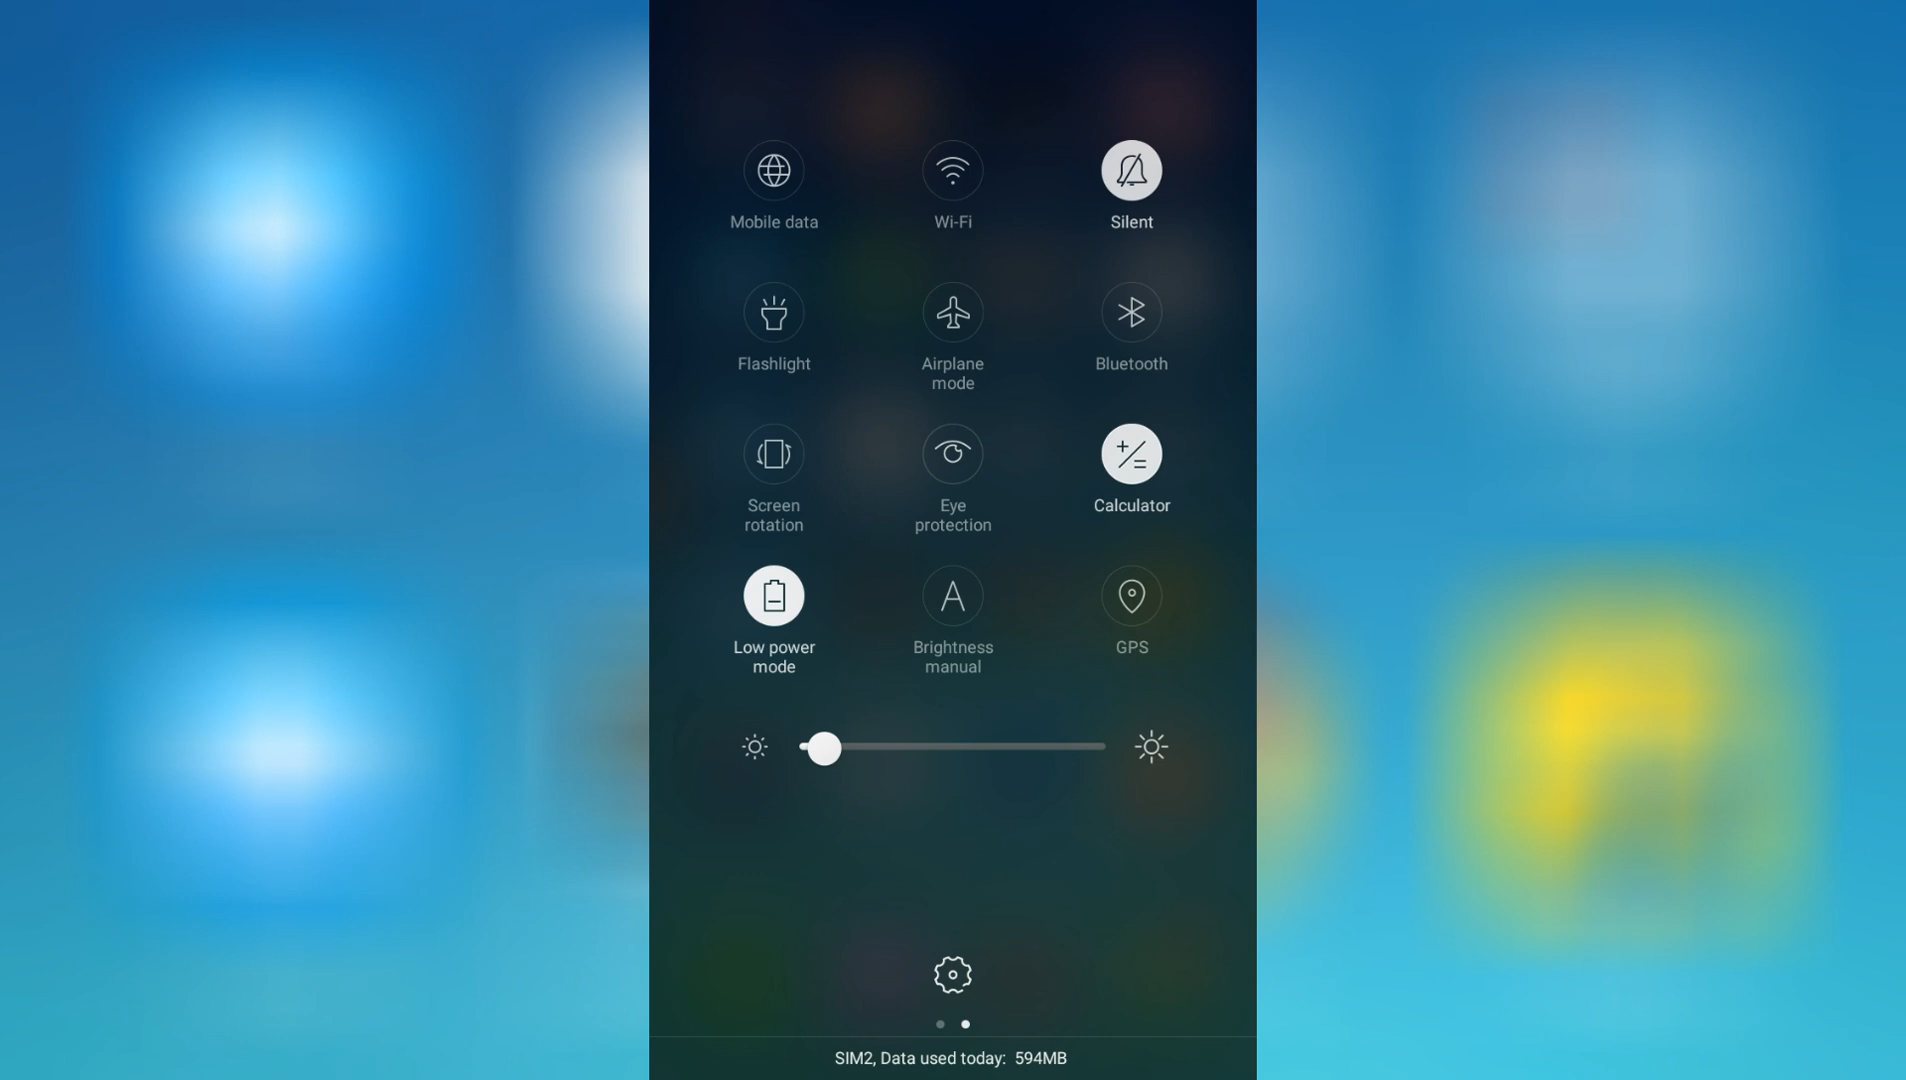 Mobile data
Wi-Fi
Silent
Flashlight
Airplane
mode
Bluetooth
Screen
rotation
Eye
protection
Calculator
Low power
mode
Brightness
manual
GPS
SIM2, Data used today: 594MB